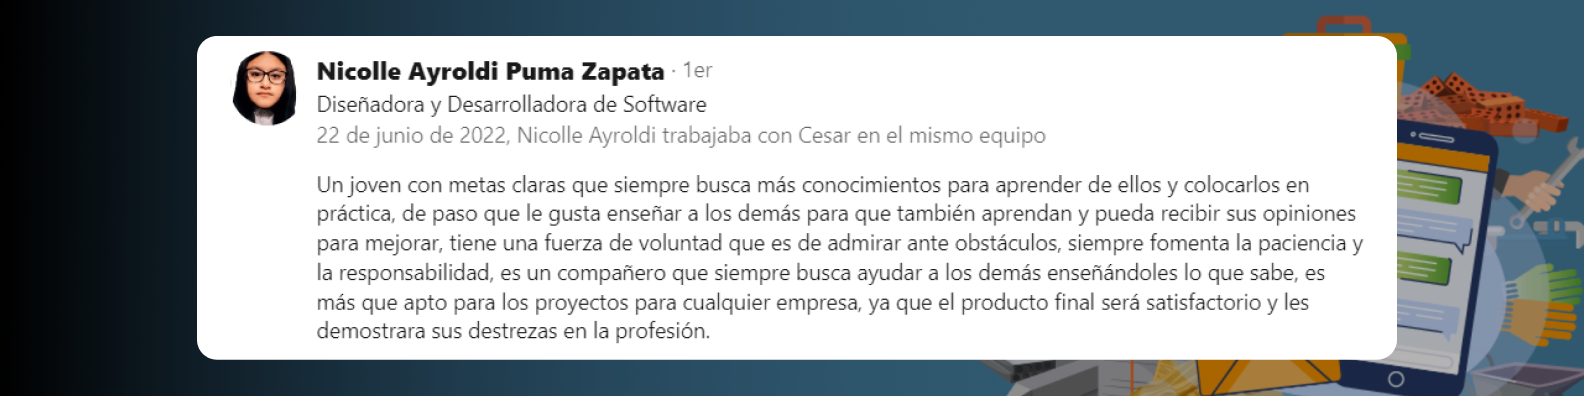 Nicolle Ayroldi Puma Zapata · 1er
Diseñadora y Desarrolladora de Software
22 de junio de 2022, Nicolle Ayroldi trabajaba con Cesar en el mismo equipo
Un joven con metas claras que siempre busca más conocimientos para aprender de ellos y colocarlos en
práctica, de paso que le gusta enseñar a los demás para que también aprendan y pueda recibir sus opiniones
para mejorar, tiene una fuerza de voluntad que es de admirar ante obstáculos, siempre fomenta la paciencia y
la responsabilidad, es un compañero que siempre busca ayudar a los demás enseñándoles lo que sabe, es
más que apto para los proyectos para cualquier empresa, ya que el producto final será satisfactorio y les
demostrara sus destrezas en la profesión.